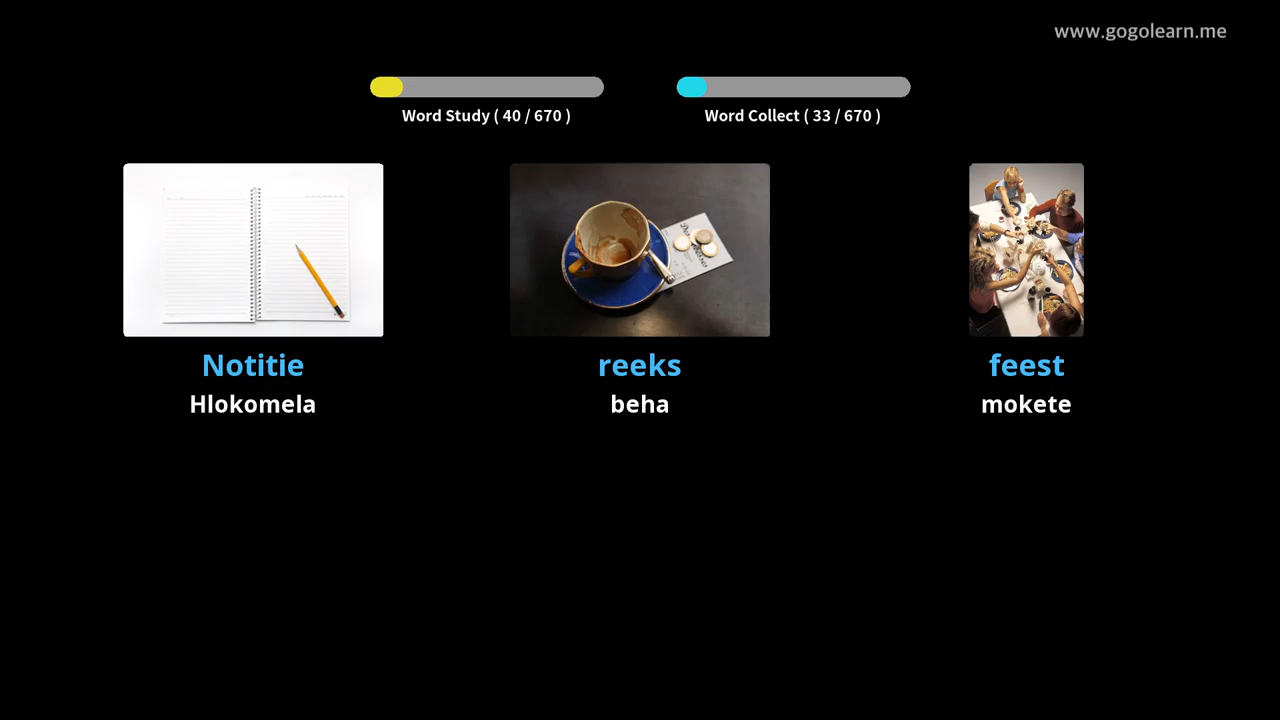 www.gogolearn.me
Word Study ( 40 / 670 )
Word Collect ( 33 / 670 )
Notitie
Hlokomela
reeks
beha
feest
mokete